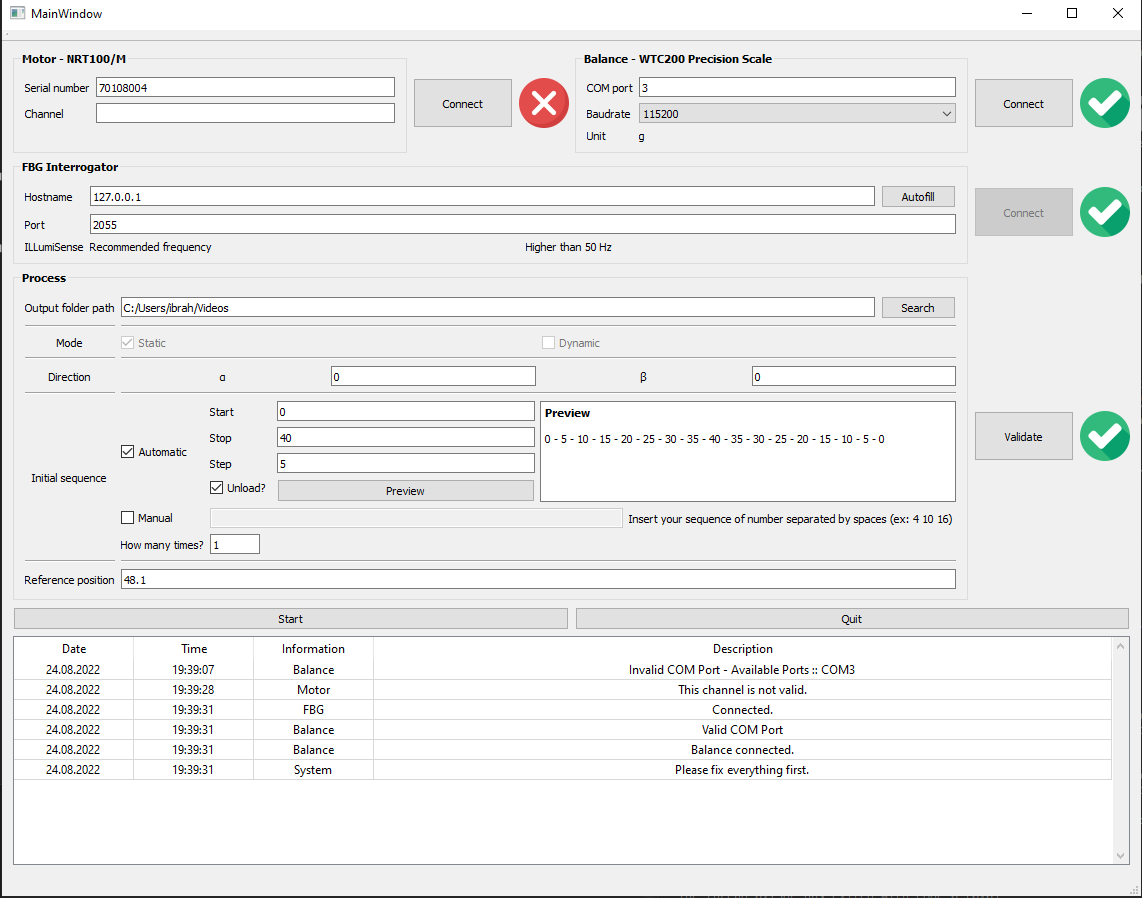 MainWindow
Motor - NRT100/M
Serial number 70108004
Channel
Connect
Balance - WTC200 Precision Scale
COM port 3
Baudrate 115200
Unit g
Connect
FBG Interrogator
Hostname 127.0.0.1 Autofill
Port 2055
ILLumiSense Recommended frequency Higher than 50 Hz
Connect
Process
Output folder path C:/Users/ibrah/Videos Search
Mode Static Dynamic
Direction α 0 β 0
Initial sequence
Automatic
Start 0
Stop 40
Step 5
Unload? Preview
Preview
0 - 5 - 10 - 15 - 20 - 25 - 30 - 35 - 40 - 35 - 30 - 25 - 20 - 15 - 10 - 5 - 0
Validate
Manual Insert your sequence of number separated by spaces (ex: 4 10 16)
How many times? 1
Reference position 48.1
Start Quit
Date Time Information Description
24.08.2022 19:39:07 Balance Invalid COM Port - Available Ports :: COM3
24.08.2022 19:39:28 Motor This channel is not valid.
24.08.2022 19:39:31 FBG Connected.
24.08.2022 19:39:31 Balance Valid COM Port
24.08.2022 19:39:31 Balance Balance connected.
24.08.2022 19:39:31 System Please fix everything first.